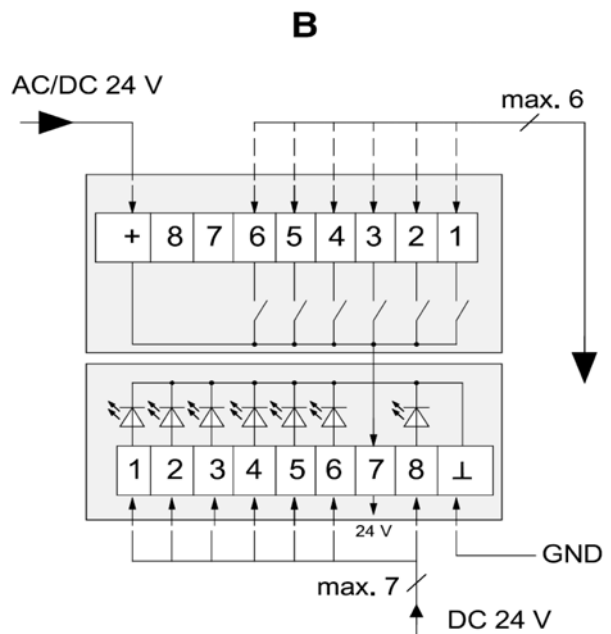 B
AC/DC 24 V
max. 6
+ 8 7 6 5 4 3 2 1
1 2 3 4 5 6 7 8 ⊥
24 V
GND
max. 7
DC 24 V